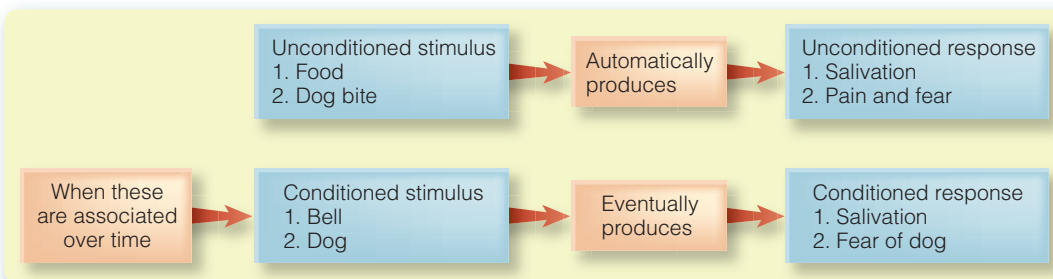 Unconditioned stimulus
1. Food
2. Dog bite
Automatically
produces
Unconditioned response
1. Salivation
2. Pain and fear
When these
are associated
over time
Conditioned stimulus
1. Bell
2. Dog
Eventually
produces
Conditioned response
1. Salivation
2. Fear of dog